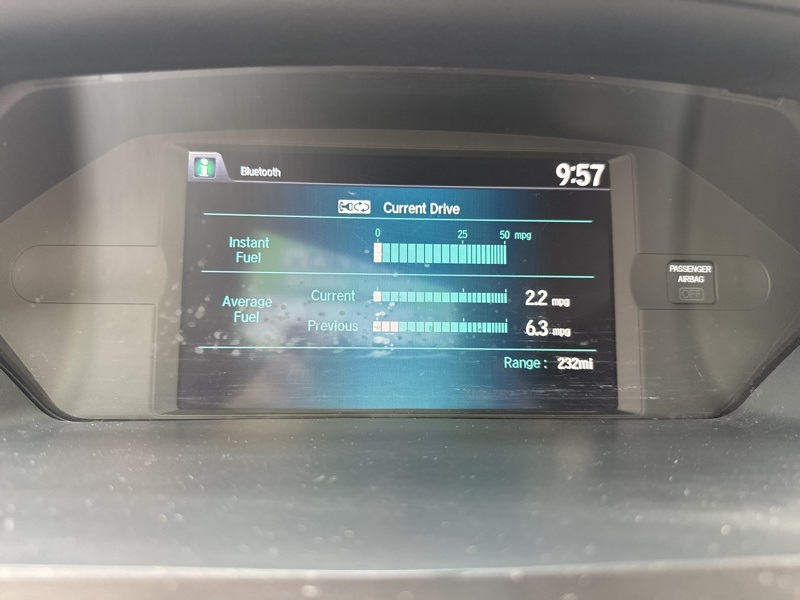 i Bluetooth 9:57
Current Drive
0 25 50 mpg
Instant
Fuel
Average
Fuel
Current 2.2 mpg
Previous 6.3 mpg
Range : 232mi
PASSENGER
AIRBAG
OFF